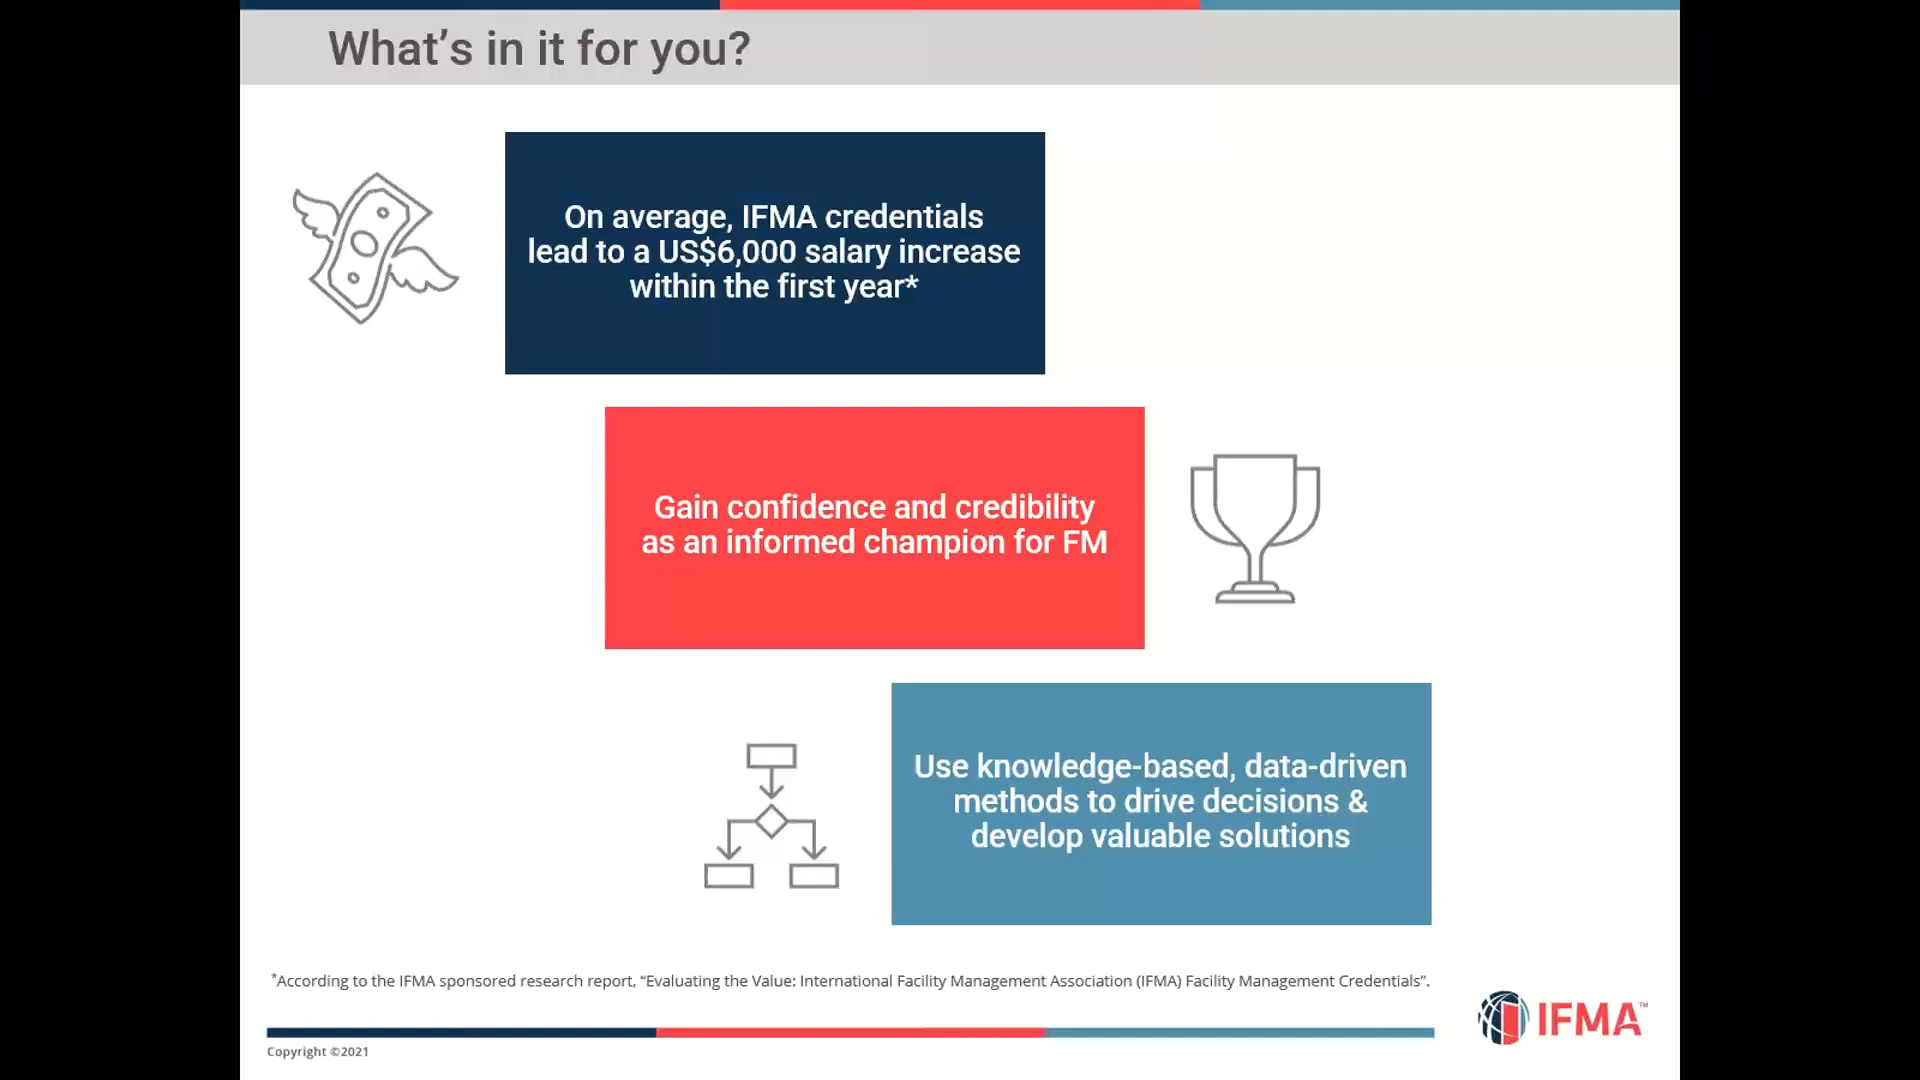 What’s in it for you?
On average, IFMA credentials
lead to a US$6,000 salary increase
within the first year*
Gain confidence and credibility
as an informed champion for FM
Use knowledge-based, data-driven
methods to drive decisions &
develop valuable solutions
*According to the IFMA sponsored research report, “Evaluating the Value: International Facility Management Association (IFMA) Facility Management Credentials”.
IFMA™
Copyright ©2021